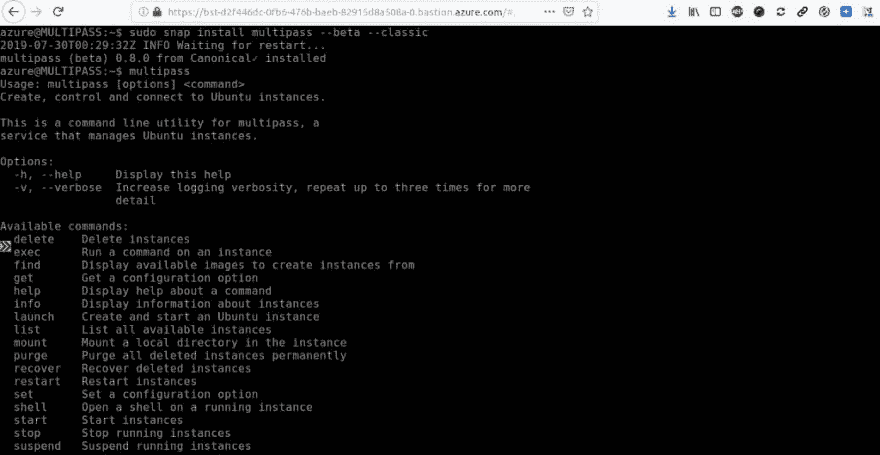 https://bst-d2f446dc-0fb6-476b-baeb-82915d8a508a-0.bastion.azure.com/#.
azure@MULTIPASS:~$ sudo snap install multipass --beta --classic
2019-07-30T00:29:32Z INFO Waiting for restart...
multipass (beta) 0.8.0 from Canonical✓ installed
azure@MULTIPASS:~$ multipass
Usage: multipass [options] <command>
Create, control and connect to Ubuntu instances.
This is a command line utility for multipass, a
service that manages Ubuntu instances.
Options:
-h, --help Display this help
-v, --verbose Increase logging verbosity, repeat up to three times for more
detail
Available commands:
delete Delete instances
exec Run a command on an instance
find Display available images to create instances from
get Get a configuration option
help Display help about a command
info Display information about instances
launch Create and start an Ubuntu instance
list List all available instances
mount Mount a local directory in the instance
purge Purge all deleted instances permanently
recover Recover deleted instances
restart Restart instances
set Set a configuration option
shell Open a shell on a running instance
start Start instances
stop Stop running instances
suspend Suspend running instances